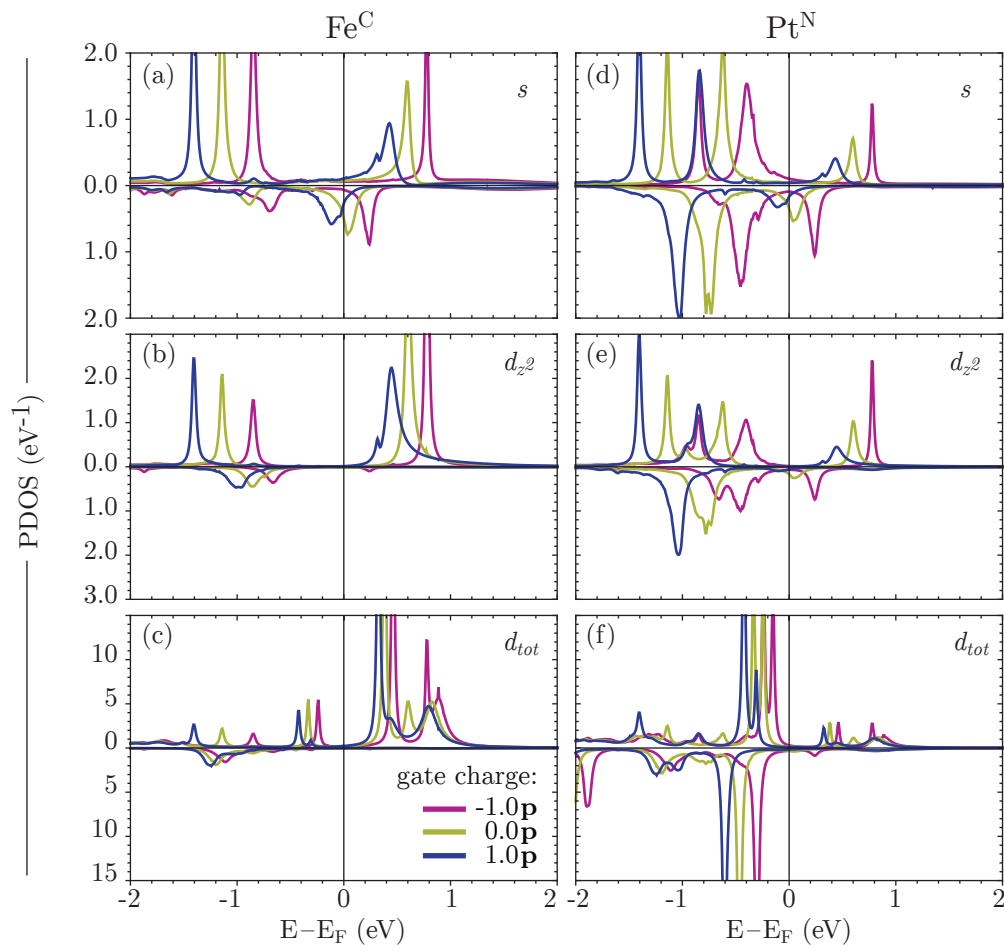 Fe^C
Pt^N
PDOS (eV^-1)
(a)
s
2.0
1.0
0.0
1.0
2.0
(d)
s
(b)
d_z2
2.0
1.0
0.0
1.0
2.0
3.0
(e)
d_z2
(c)
d_tot
10
5
0
5
10
15
gate charge:
-1.0p
0.0p
1.0p
(f)
d_tot
-2
-1
0
1
-2
-1
0
1
2
E−E_F (eV)
E−E_F (eV)